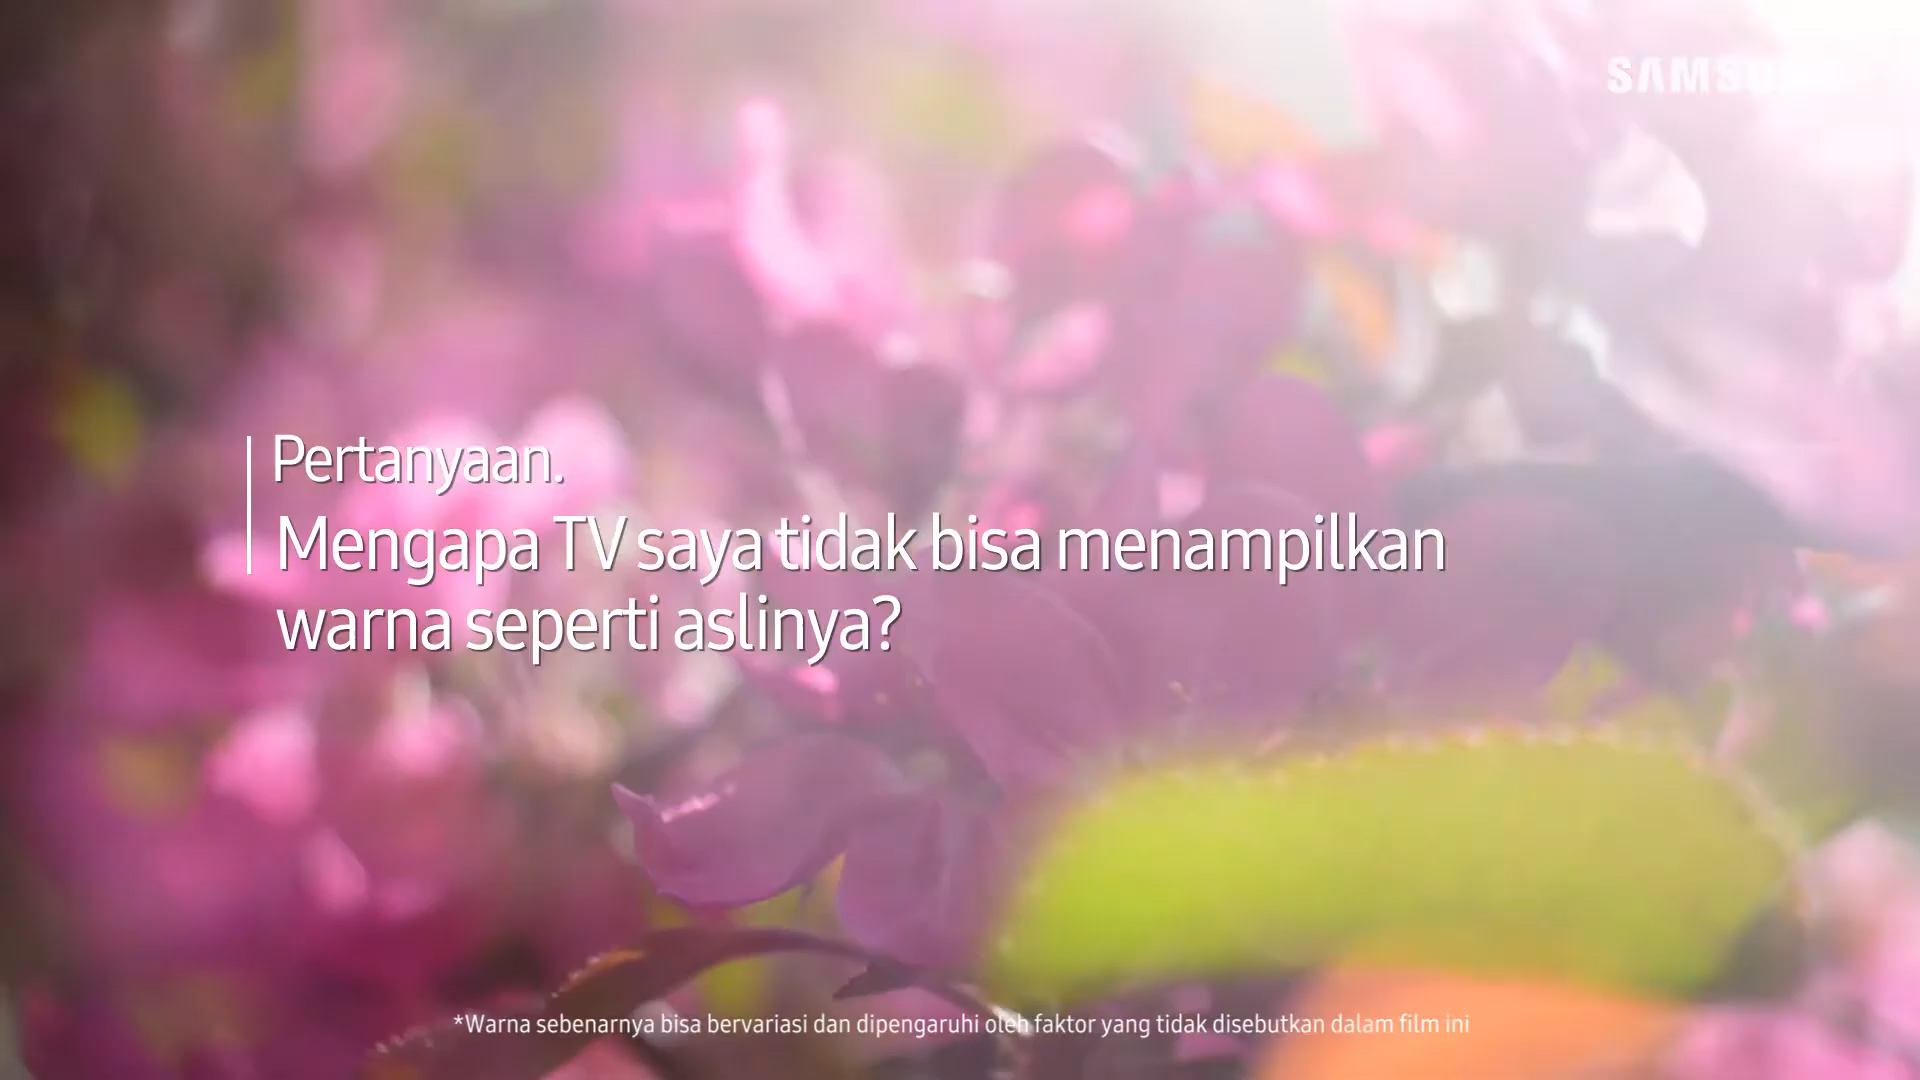 SAMSUNG
Pertanyaan.
Mengapa TV saya tidak bisa menampilkan
warna seperti aslinya?
*Warna sebenarnya bisa bervariasi dan dipengaruhi oleh faktor yang tidak disebutkan dalam film ini